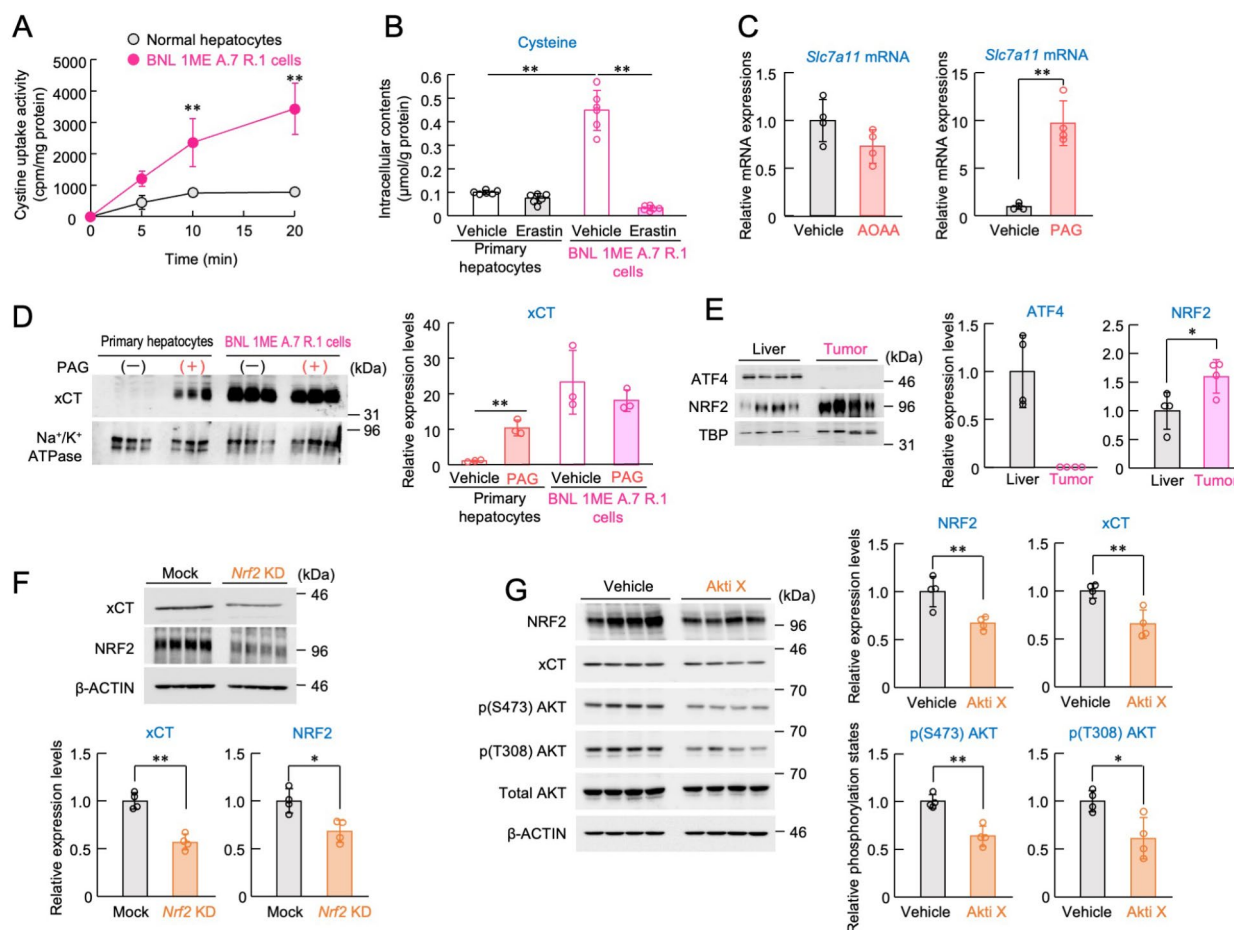 A
Normal hepatocytes
BNL 1ME A.7 R.1 cells
Cystine uptake activity
(cpm/mg protein)
5000
4000
3000
2000
1000
0
**
**
0 5 10 15 20
Time (min)
B
Cysteine
Intracellular contents
(μmol/g protein)
0.6
0.5
0.4
0.3
0.2
0.1
0
** **
Vehicle Erastin Vehicle Erastin
Primary
hepatocytes
BNL 1ME A.7 R.1
cells
C
Slc7a11 mRNA
Relative mRNA expressions
1.5
1.0
0.5
0
Vehicle AOAA
Slc7a11 mRNA
Relative mRNA expressions
15
10
5
0
**
Vehicle PAG
D
Primary hepatocytes BNL 1ME A.7 R.1 cells
PAG (−) (+) (−) (+) (kDa)
xCT
31
96
Na⁺/K⁺
ATPase
xCT
Relative expression levels
40
30
20
10
0
**
Vehicle PAG Vehicle PAG
Primary
hepatocytes
BNL 1ME A.7 R.1
cells
E
Liver Tumor (kDa)
ATF4
46
NRF2
96
TBP
31
ATF4
Relative expression levels
1.5
1.0
0.5
0
Liver Tumor
NRF2
2.5
2.0
1.5
1.0
0.5
0
*
Liver Tumor
F
Mock Nrf2 KD (kDa)
46
xCT
NRF2
96
β-ACTIN
46
xCT
Relative expression levels
1.5
1.0
0.5
0
**
Mock Nrf2 KD
NRF2
1.5
1.0
0.5
0
*
Mock Nrf2 KD
G
Vehicle Akti X (kDa)
NRF2
96
46
xCT
70
p(S473) AKT
70
p(T308) AKT
70
Total AKT
β-ACTIN
46
NRF2
Relative expression levels
1.5
1.0
0.5
0
**
Vehicle Akti X
xCT
1.5
1.0
0.5
0
**
Vehicle Akti X
p(S473) AKT
Relative phosphorylation states
1.5
1.0
0.5
0
**
Vehicle Akti X
p(T308) AKT
1.5
1.0
0.5
0
*
Vehicle Akti X